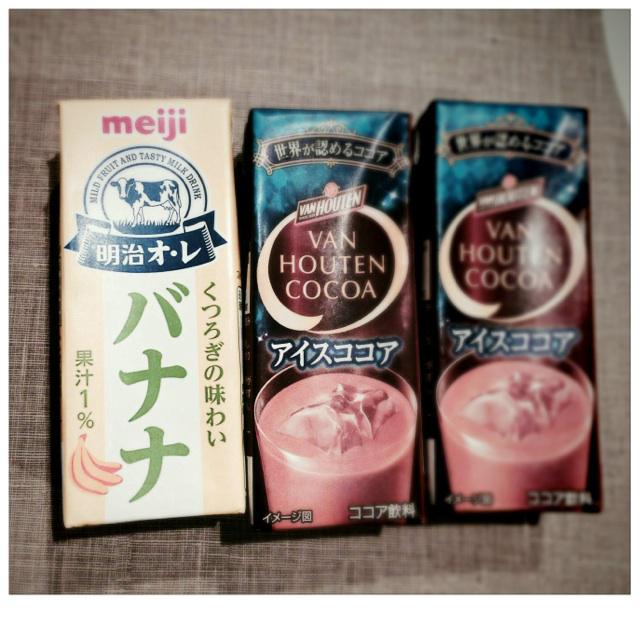 meiji
MILD FRUIT AND TASTY MILK DRINK
明治オ・レ
くつろぎの味わい
バナナ
果汁1%
世界が認めるココア
VAN HOUTEN
VAN
HOUTEN
COCOA
アイスココア
イメージ図
ココア飲料
世界が認めるココア
VAN HOUTEN
VAN
HOUTEN
COCOA
アイスココア
イメージ図
ココア飲料